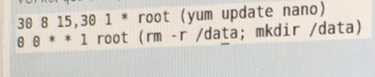 30 8 15,30 1 * root (yum update nano)
0 0 * * 1 root (rm -r /data; mkdir /data)